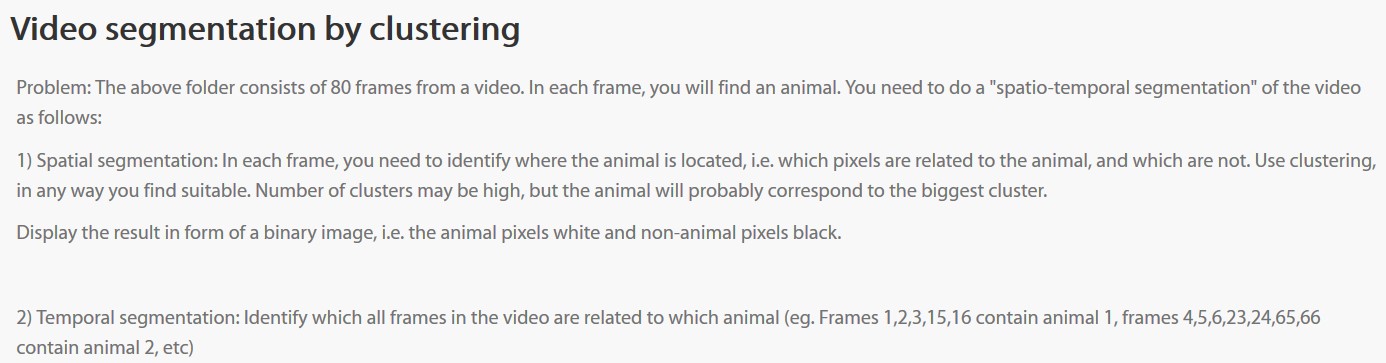 Video segmentation by clustering
Problem: The above folder consists of 80 frames from a video. In each frame, you will find an animal. You need to do a "spatio-temporal segmentation" of the video
as follows:
1) Spatial segmentation: In each frame, you need to identify where the animal is located, i.e. which pixels are related to the animal, and which are not. Use clustering,
in any way you find suitable. Number of clusters may be high, but the animal will probably correspond to the biggest cluster.
Display the result in form of a binary image, i.e. the animal pixels white and non-animal pixels black.
2) Temporal segmentation: Identify which all frames in the video are related to which animal (eg. Frames 1,2,3,15,16 contain animal 1, frames 4,5,6,23,24,65,66
contain animal 2, etc)